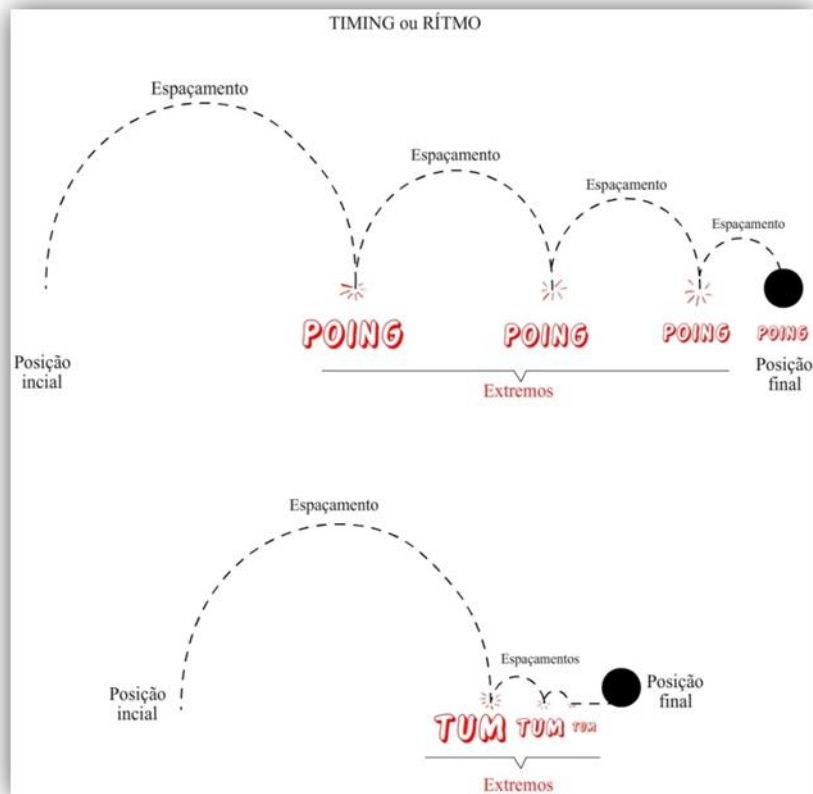 TIMING ou RÍTMO
Espaçamento
Espaçamento
Espaçamento
Espaçamento
POING
POING
POING
POING
Posição
incial
Posição
final
Extremos
Espaçamento
Espaçamentos
Posição
incial
Posição
final
TUM
TUM
TUM
Extremos